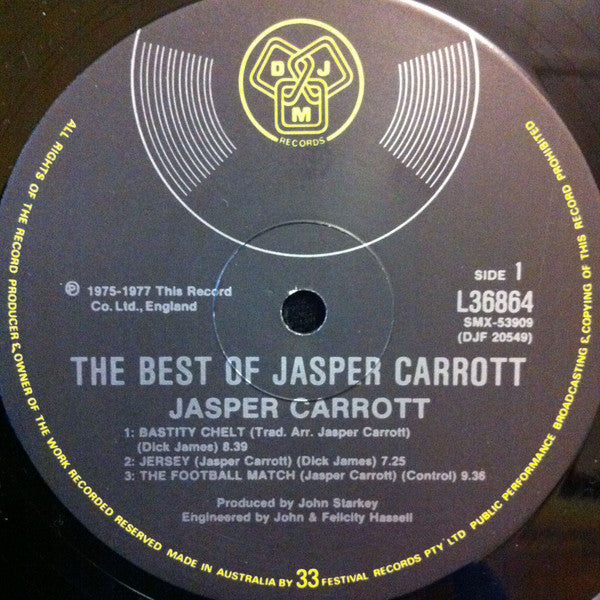 DJM
RECORDS
SIDE 1
℗ 1975-1977 This Record
Co. Ltd., England
L36864
SMX-53909
(DJF 20549)
THE BEST OF JASPER CARROTT
JASPER CARROTT
1: BASTITY CHELT (Trad. Arr. Jasper Carrott)
(Dick James) 8.39
2: JERSEY (Jasper Carrott) (Dick James) 7.25
3: THE FOOTBALL MATCH (Jasper Carrott) (Control) 9.36
Produced by John Starkey
Engineered by John & Felicity Hassell
ALL RIGHTS OF THE RECORD PRODUCER & OWNER OF THE WORK RECORDED RESERVED MADE IN AUSTRALIA BY 33 FESTIVAL RECORDS PTY LTD PUBLIC PERFORMANCE BROADCASTING & COPYING OF THIS RECORD PROHIBITED